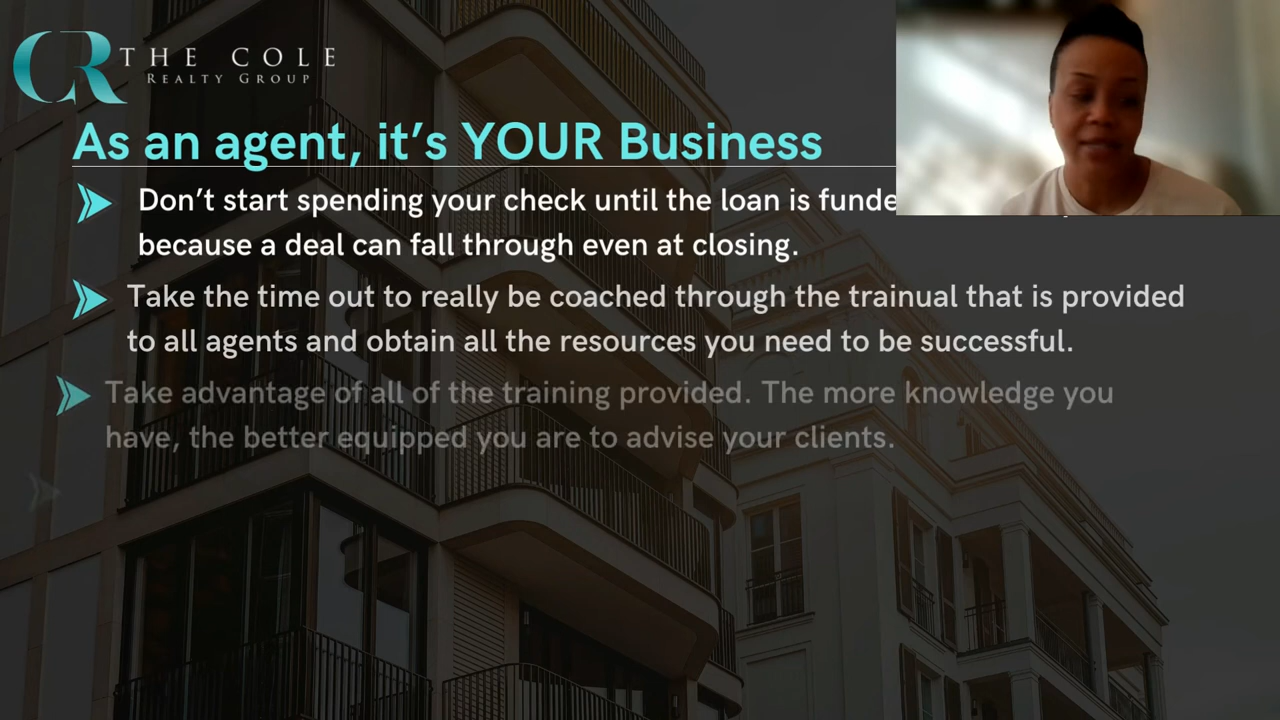 THE COLE
REALTY GROUP
As an agent, it's YOUR Business
Don't start spending your check until the loan is funde
because a deal can fall through even at closing.
Take the time out to really be coached through the trainual that is provided
to all agents and obtain all the resources you need to be successful.
Take advantage of all of the training provided. The more knowledge you
have, the better equipped you are to advise your clients.